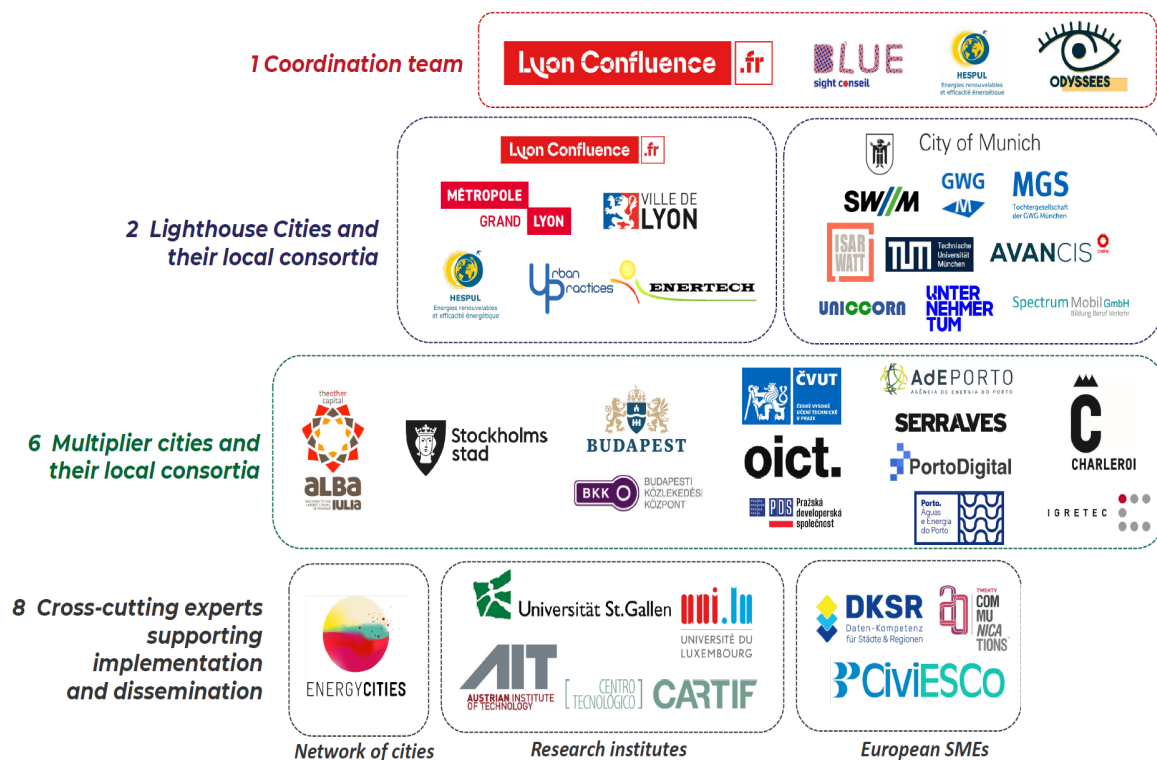 1 Coordination team
Lyon Confluence .fr
BLUE
sight conseil
HESPUL
Energies renouvelables
et efficacité énergétique
ODYSSEES
2 Lighthouse Cities and
their local consortia
Lyon Confluence .fr
MÉTROPOLE
GRAND LYON
VILLE DE
LYON
HESPUL
Energies renouvelables
et efficacité énergétique
Urban
Practices
ENERTECH
City of Munich
SW//M
GWG
M
MGS
Tochtergesellschaft
der GWG München
ISAR
WATT
TUM
Technische
Universität
München
AVANCIS
UNICCORN
UNTER
NEHMER
TUM
Spectrum Mobil GmbH
Bildung Beruf Verkehr
6 Multiplier cities and
their local consortia
theother
capital
aLBa
IULIA
Stockholms
stad
BUDAPEST
BKK
BUDAPESTI
KÖZLEKEDÉSI
KÖZPONT
ČVUT
ČESKÉ VYSOKÉ
UČENÍ TECHNICKÉ
V PRAZE
oict.
PDS
Pražská
developerská
společnost
AdEPORTO
AGÊNCIA DE ENERGIA DO PORTO
SERRALVES
PortoDigital
Porto.
Águas
e Energia
do Porto
Ĉ
CHARLEROI
IGRETEC
8 Cross-cutting experts
supporting
implementation
and dissemination
ENERGYCITIES
Network of cities
Universität St.Gallen
uni.lu
UNIVERSITÉ DU
LUXEMBOURG
AIT
AUSTRIAN INSTITUTE
OF TECHNOLOGY
CENTRO
TECNOLÓGICO
CARTIF
Research institutes
DKSR
Daten-Kompetenz
für Städte & Regionen
TWENTY
COM
MU
NICA
TIONS
CiviESCo
European SMEs